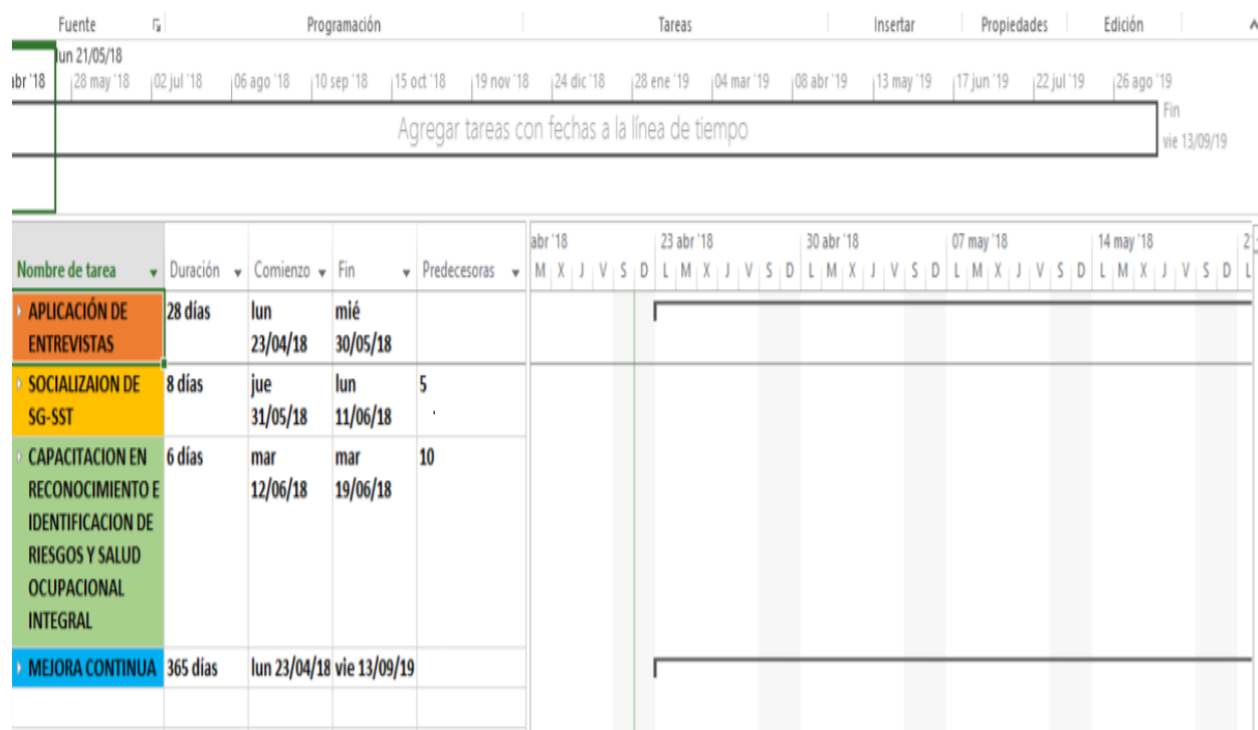 Fuente Programación Tareas Insertar Propiedades Edición
lun 21/05/18
abr '18 28 may '18 02 jul '18 06 ago '18 10 sep '18 15 oct '18 19 nov '18 24 dic '18 28 ene '19 04 mar '19 08 abr '19 13 may '19 17 jun '19 22 jul '19 26 ago '19
Agregar tareas con fechas a la línea de tiempo
Fin
vie 13/09/19
Nombre de tarea Duración Comienzo Fin Predecesoras
abr '18 23 abr '18 30 abr '18 07 may '18 14 may '18 2
M X J V S D L M X J V S D L M X J V S D L M X J V S D L M X J V S D L
APLICACIÓN DE 28 días lun mié
ENTREVISTAS 23/04/18 30/05/18
SOCIALIZAION DE 8 días jue lun 5
SG-SST 31/05/18 11/06/18
CAPACITACION EN 6 días mar mar 10
RECONOCIMIENTO E 12/06/18 19/06/18
IDENTIFICACION DE
RIESGOS Y SALUD
OCUPACIONAL
INTEGRAL
MEJORA CONTINUA 365 días lun 23/04/18 vie 13/09/19